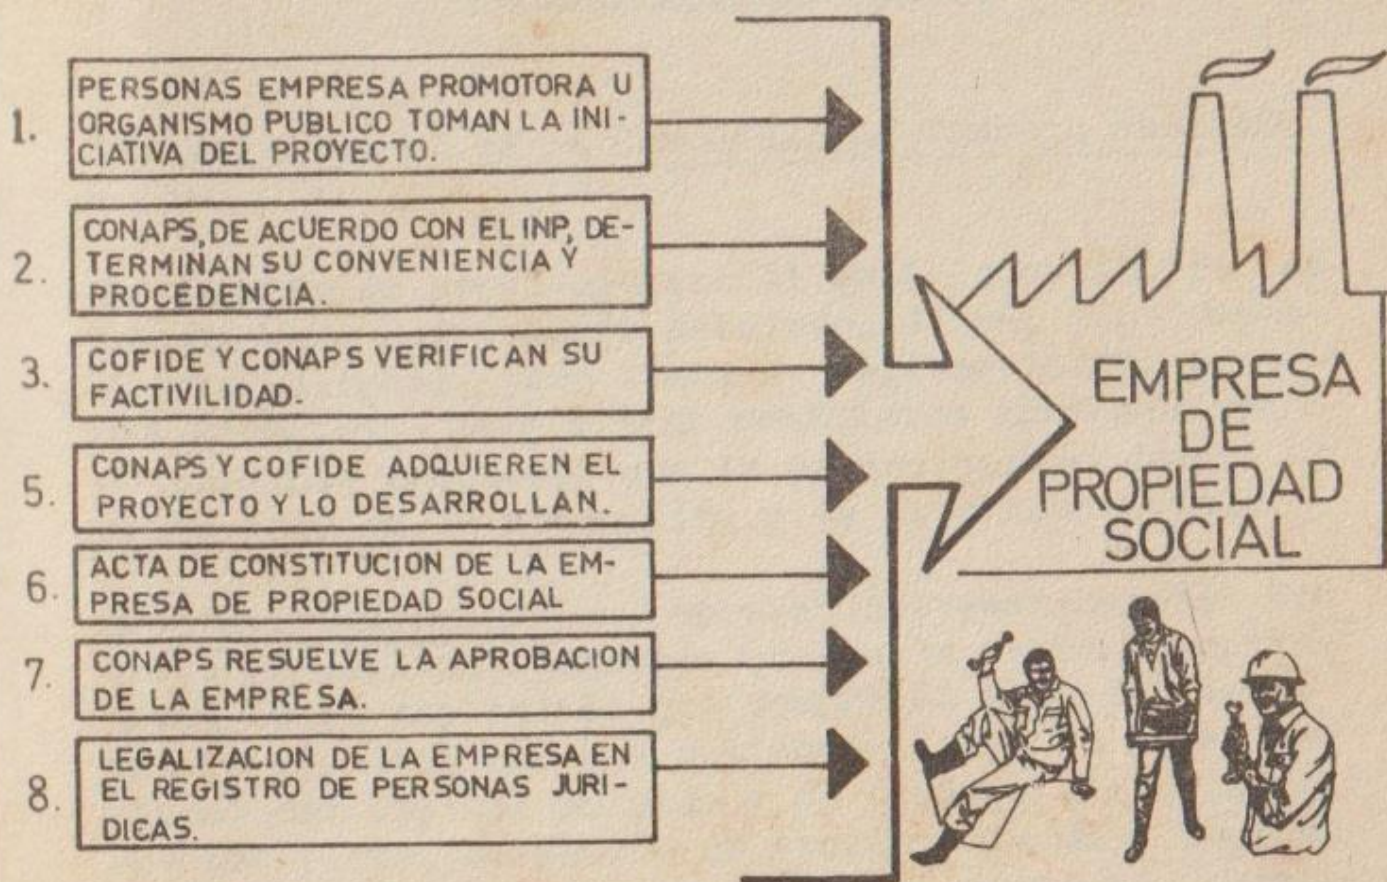 1. PERSONAS EMPRESA PROMOTORA U
ORGANISMO PUBLICO TOMAN LA INI-
CIATIVA DEL PROYECTO.
2. CONAPS, DE ACUERDO CON EL INP, DE-
TERMINAN SU CONVENIENCIA Y
PROCEDENCIA.
3. COFIDE Y CONAPS VERIFICAN SU
FACTIVILIDAD.
5. CONAPS Y COFIDE ADQUIEREN EL
PROYECTO Y LO DESARROLLAN.
6. ACTA DE CONSTITUCION DE LA EM-
PRESA DE PROPIEDAD SOCIAL
7. CONAPS RESUELVE LA APROBACION
DE LA EMPRESA.
8. LEGALIZACION DE LA EMPRESA EN
EL REGISTRO DE PERSONAS JURI-
DICAS.
EMPRESA
DE
PROPIEDAD
SOCIAL